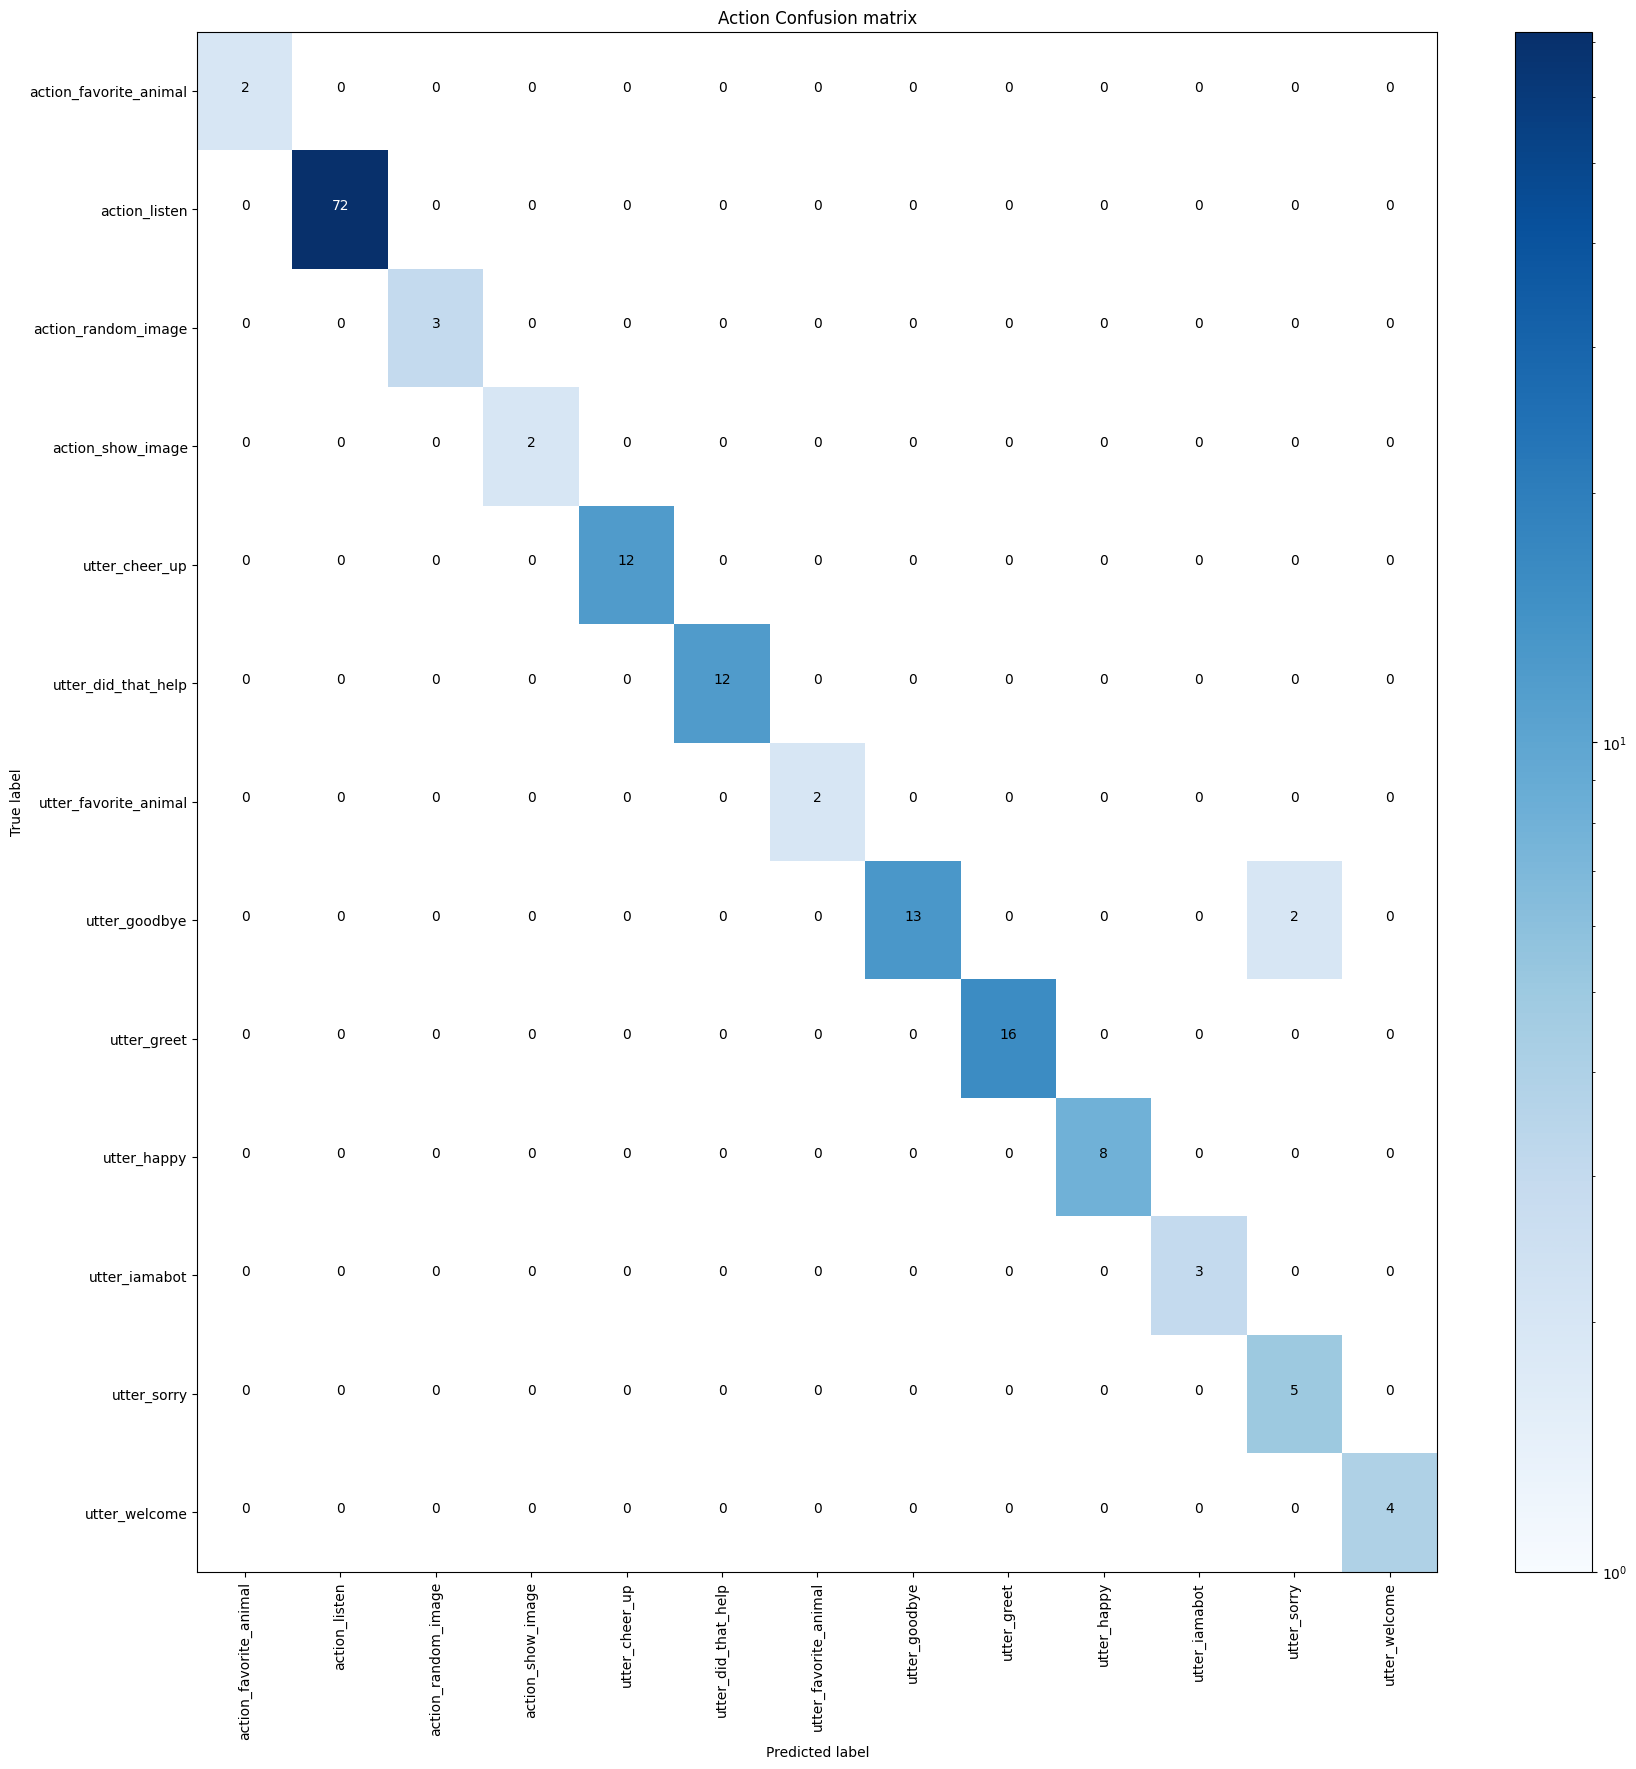 Action Confusion matrix
True label
action_favorite_animal 2 0 0 0 0 0 0 0 0 0 0 0 0
action_listen 0 72 0 0 0 0 0 0 0 0 0 0 0
action_random_image 0 0 3 0 0 0 0 0 0 0 0 0 0
action_show_image 0 0 0 2 0 0 0 0 0 0 0 0 0
utter_cheer_up 0 0 0 0 12 0 0 0 0 0 0 0 0
utter_did_that_help 0 0 0 0 0 12 0 0 0 0 0 0 0
utter_favorite_animal 0 0 0 0 0 0 2 0 0 0 0 0 0
utter_goodbye 0 0 0 0 0 0 0 13 0 0 0 2 0
utter_greet 0 0 0 0 0 0 0 0 16 0 0 0 0
utter_happy 0 0 0 0 0 0 0 0 0 8 0 0 0
utter_iamabot 0 0 0 0 0 0 0 0 0 0 3 0 0
utter_sorry 0 0 0 0 0 0 0 0 0 0 0 5 0
utter_welcome 0 0 0 0 0 0 0 0 0 0 0 0 4
action_favorite_animal
action_listen
action_random_image
action_show_image
utter_cheer_up
utter_did_that_help
utter_favorite_animal
utter_goodbye
utter_greet
utter_happy
utter_iamabot
utter_sorry
utter_welcome
Predicted label
10¹
10⁰